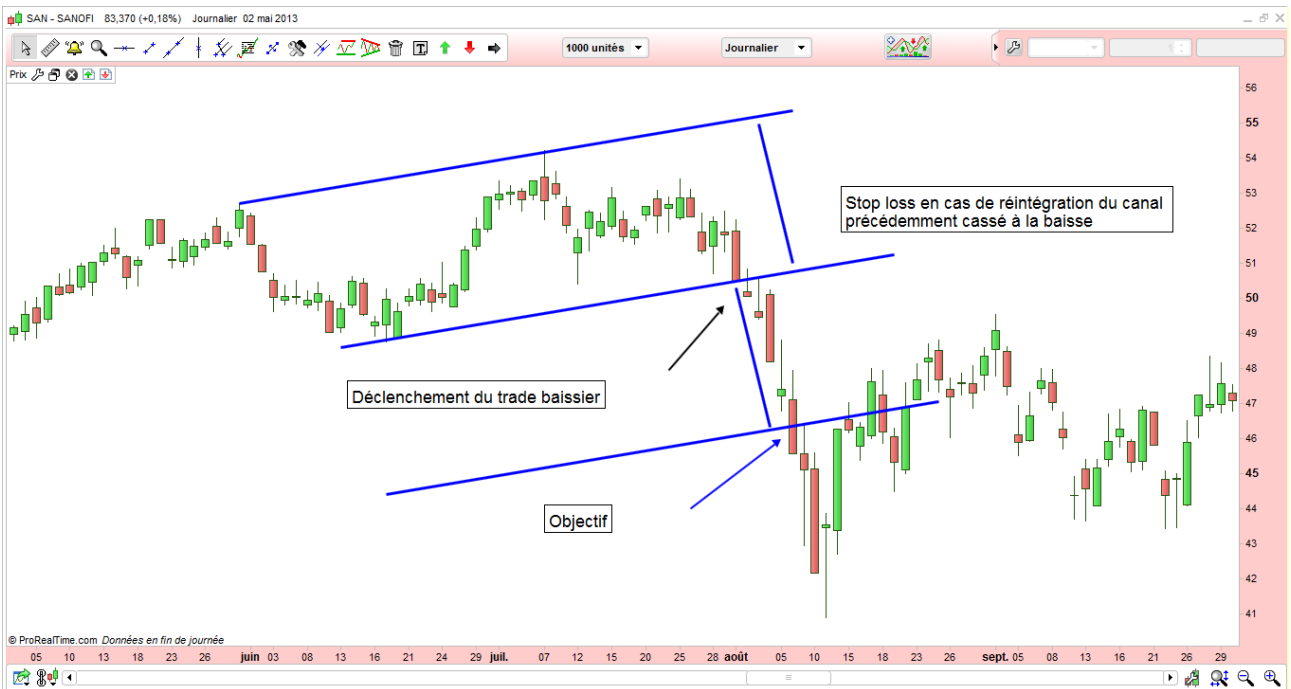 SAN - SANOFI 83,370 (+0,18%) Journalier 02 mai 2013
1000 unités
Journalier
Prix
56
55
54
53
52
51
50
49
48
47
46
45
44
43
42
41
Stop loss en cas de réintégration du canal
précédemment cassé à la baisse
Déclenchement du trade baissier
Objectif
© ProRealTime.com Données en fin de journée
05 10 13 18 23 26 juin 03 08 13 16 21 24 29 juil. 07 12 15 20 25 28 août 05 10 15 18 23 26 sept. 05 08 13 16 21 26 29